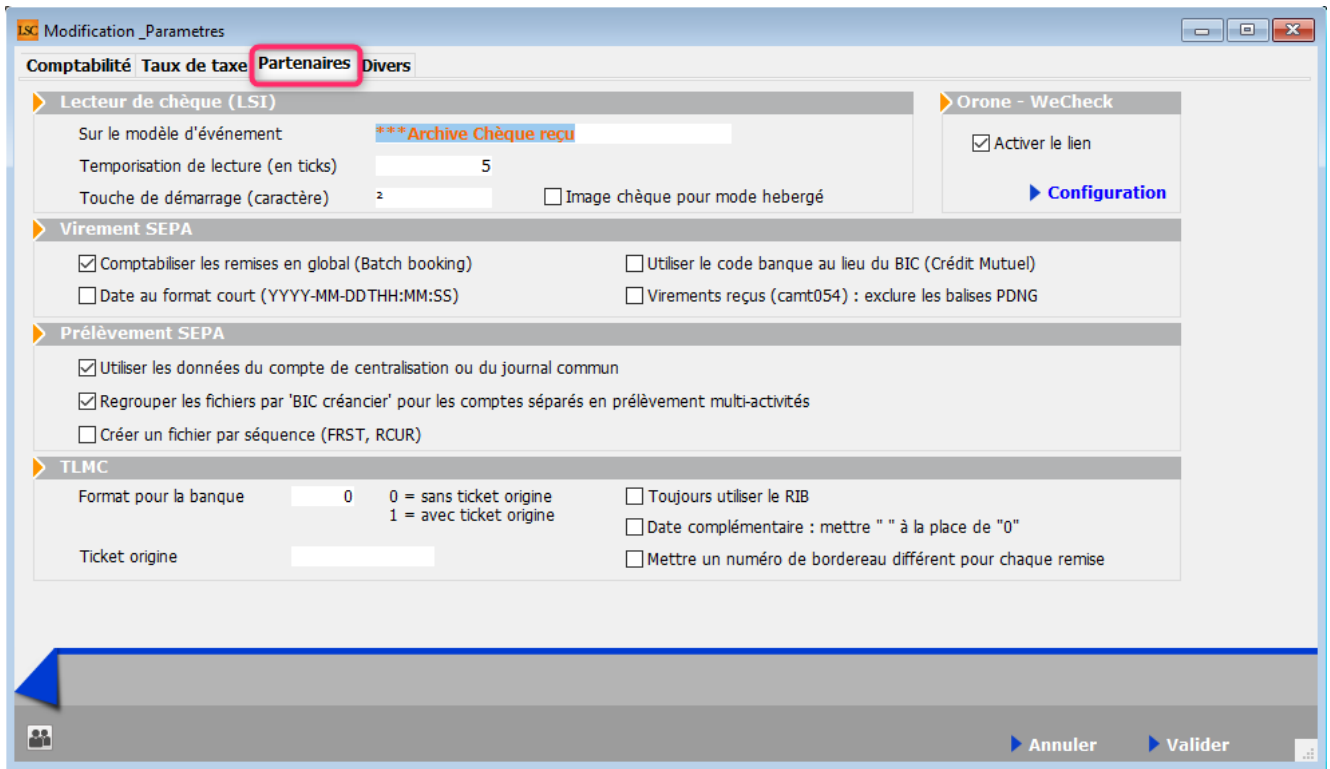 LSC Modification _Parametres
Comptabilité Taux de taxe Partenaires Divers
Lecteur de chèque (LSI)
Sur le modèle d'événement ***Archive Chèque reçu
Temporisation de lecture (en ticks) 5
Touche de démarrage (caractère) ² Image chèque pour mode hebergé
Orone - WeCheck
Activer le lien
Configuration
Virement SEPA
Comptabiliser les remises en global (Batch booking) Utiliser le code banque au lieu du BIC (Crédit Mutuel)
Date au format court (YYYY-MM-DDTHH:MM:SS) Virements reçus (camt054) : exclure les balises PDNG
Prélèvement SEPA
Utiliser les données du compte de centralisation ou du journal commun
Regrouper les fichiers par 'BIC créancier' pour les comptes séparés en prélèvement multi-activités
Créer un fichier par séquence (FRST, RCUR)
TLMC
Format pour la banque 0 0 = sans ticket origine Toujours utiliser le RIB
1 = avec ticket origine
Date complémentaire : mettre " " à la place de "0"
Ticket origine Mettre un numéro de bordereau différent pour chaque remise
Annuler Valider